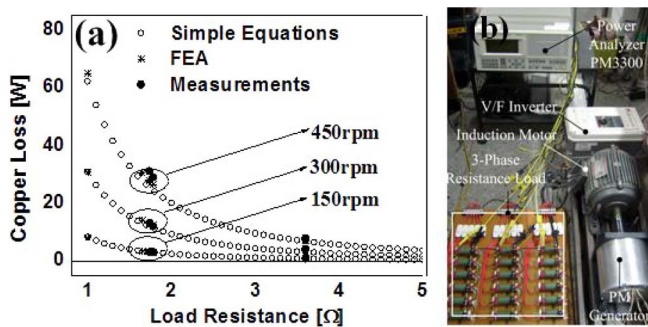 (a)
Simple Equations
FEA
Measurements
450rpm
300rpm
150rpm
80
60
40
20
0
Copper Loss [W]
1
2
3
4
5
Load Resistance [Ω]
(b)
Power
Analyzer
PM3300
V/F Inverter
Induction Motor
3-Phase
Resistance Load
PM
Generator